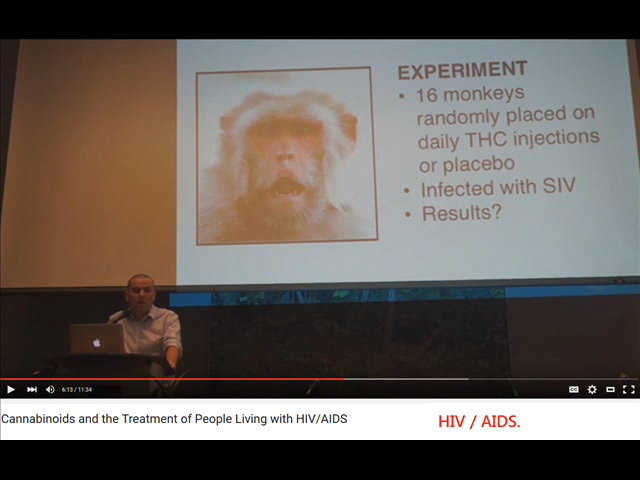 EXPERIMENT
• 16 monkeys
randomly placed on
daily THC injections
or placebo
• Infected with SIV
• Results?
6:13 / 11:34
CC
Cannabinoids and the Treatment of People Living with HIV/AIDS
HIV / AIDS.